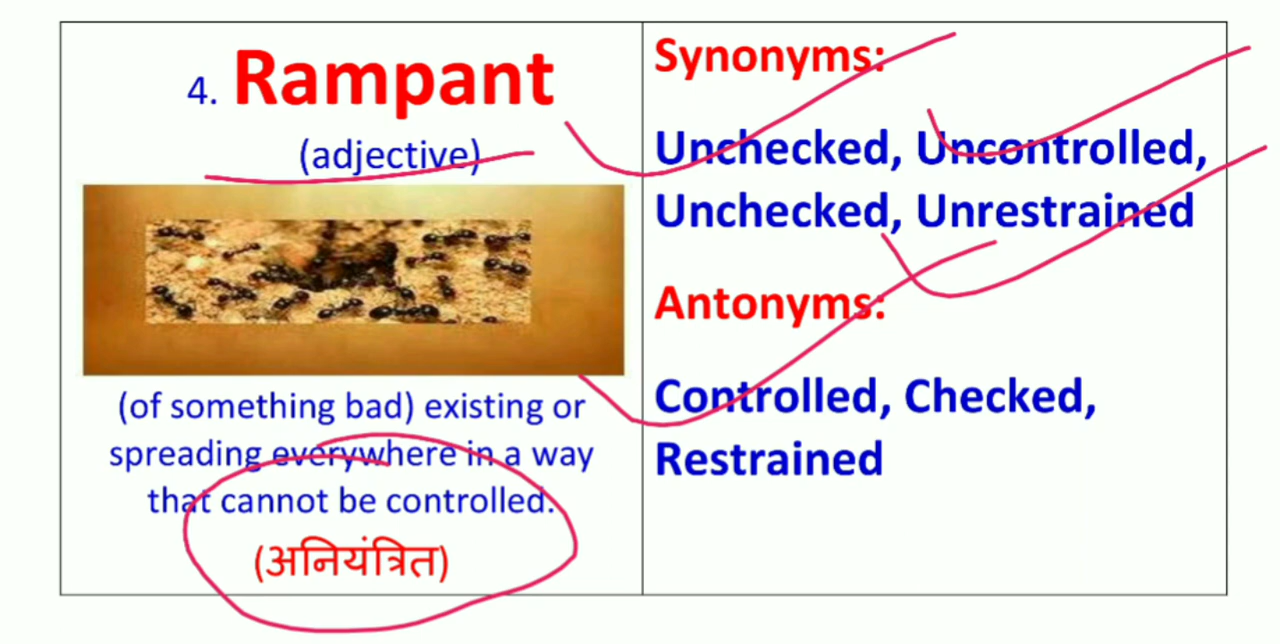 4. Rampant
(adjective)
(of something bad) existing or
spreading everywhere in a way
that cannot be controlled.
(अनियंत्रित)
Synonyms:
Unchecked, Uncontrolled,
Unchecked, Unrestrained
Antonyms:
Controlled, Checked,
Restrained